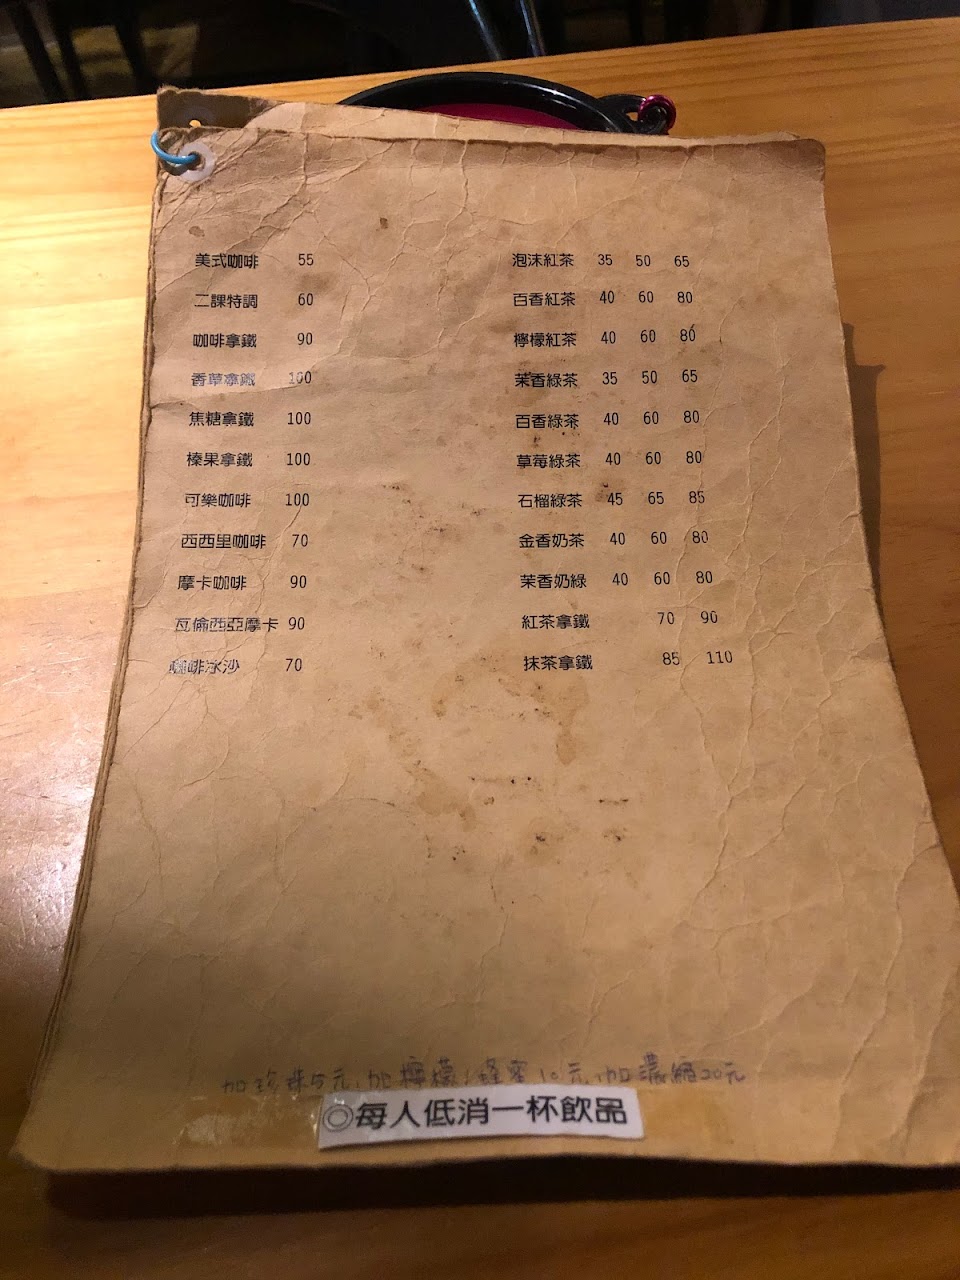 美式咖啡 55
二課特調 60
咖啡拿鐵 90
香草拿鐵 100
焦糖拿鐵 100
榛果拿鐵 100
可樂咖啡 100
西西里咖啡 70
摩卡咖啡 90
瓦倫西亞摩卡 90
咖啡冰沙 70
泡沫紅茶 35 50 65
百香紅茶 40 60 80
檸檬紅茶 40 60 80
茉香綠茶 35 50 65
百香綠茶 40 60 80
草莓綠茶 40 60 80
石榴綠茶 45 65 85
金香奶茶 40 60 80
茉香奶綠 40 60 80
紅茶拿鐵 70 90
抹茶拿鐵 85 110
加珍珠5元、加檸檬/蜂蜜10元、加濃縮20元
◎每人低消一杯飲品